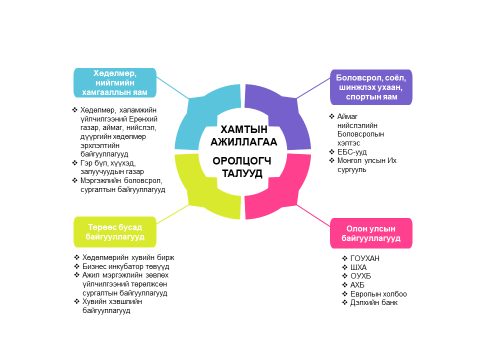 Хөдөлмөр,
нийгмийн
хамгааллын яам
❖ Хөдөлмөр, халамжийн
үйлчилгээний Ерөнхий
газар, аймаг, нийслэл,
дүүргийн хөдөлмөр
эрхлэлтийн
байгууллагууд
❖ Гэр бүл, хүүхэд,
залуучуудын газар
❖ Мэргэжлийн боловсрол,
сургалтын байгууллагууд
ХАМТЫН
АЖИЛЛАГАА
ОРОЛЦОГЧ
ТАЛУУД
Боловсрол, соёл,
шинжлэх ухаан,
спортын яам
❖ Аймаг
нийслэлийн
Боловсролын
хэлтэс
❖ ЕБС-ууд
❖ Монгол улсын Их
сургууль
Төрөөс бусад
байгууллагууд
❖ Хөдөлмөрийн хувийн бирж
❖ Бизнес инкубатор төвүүд
❖ Ажил мэргэжлийн зөвлөх
үйлчилгээний төрөлжсөн
сургалтын байгууллагууд
❖ Хувийн хэвшлийн
байгууллагууд
Олон улсын
байгууллагууд
❖ ГОУХАН
❖ ШХА
❖ ОУХБ
❖ АХБ
❖ Европын холбоо
❖ Дэлхийн банк